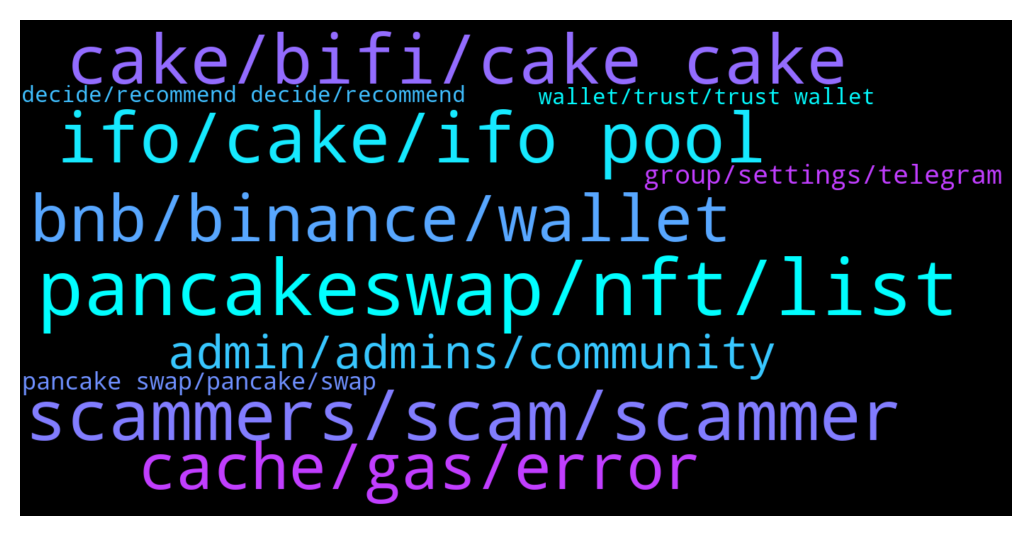 cake/bifi/cake cake
decide/recommend decide/recommend
wallet/trust/trust wallet
ifo/cake/ifo pool
group/settings/telegram
bnb/binance/wallet
pancakeswap/nft/list
admin/admins/community
pancake swap/pancake/swap
scammers/scam/scammer
cache/gas/error